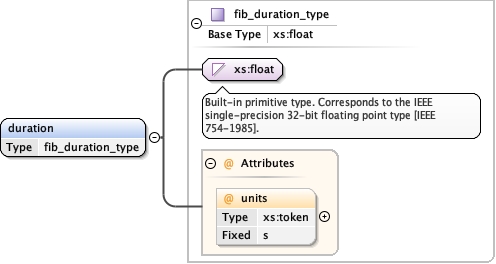 fib_duration_type
Base Type xs:float
xs:float
Built-in primitive type. Corresponds to the IEEE
single-precision 32-bit floating point type [IEEE
754-1985].
duration
Type fib_duration_type
@ Attributes
@ units
Type xs:token
Fixed s